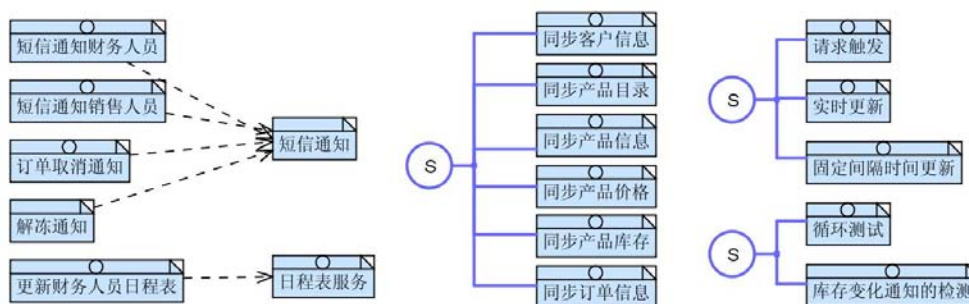 短信通知财务人员
短信通知销售人员
订单取消通知
解冻通知
更新财务人员日程表
短信通知
日程表服务
S
同步客户信息
同步产品目录
同步产品信息
同步产品价格
同步产品库存
同步订单信息
S
请求触发
实时更新
固定间隔时间更新
S
循环测试
库存变化通知的检测